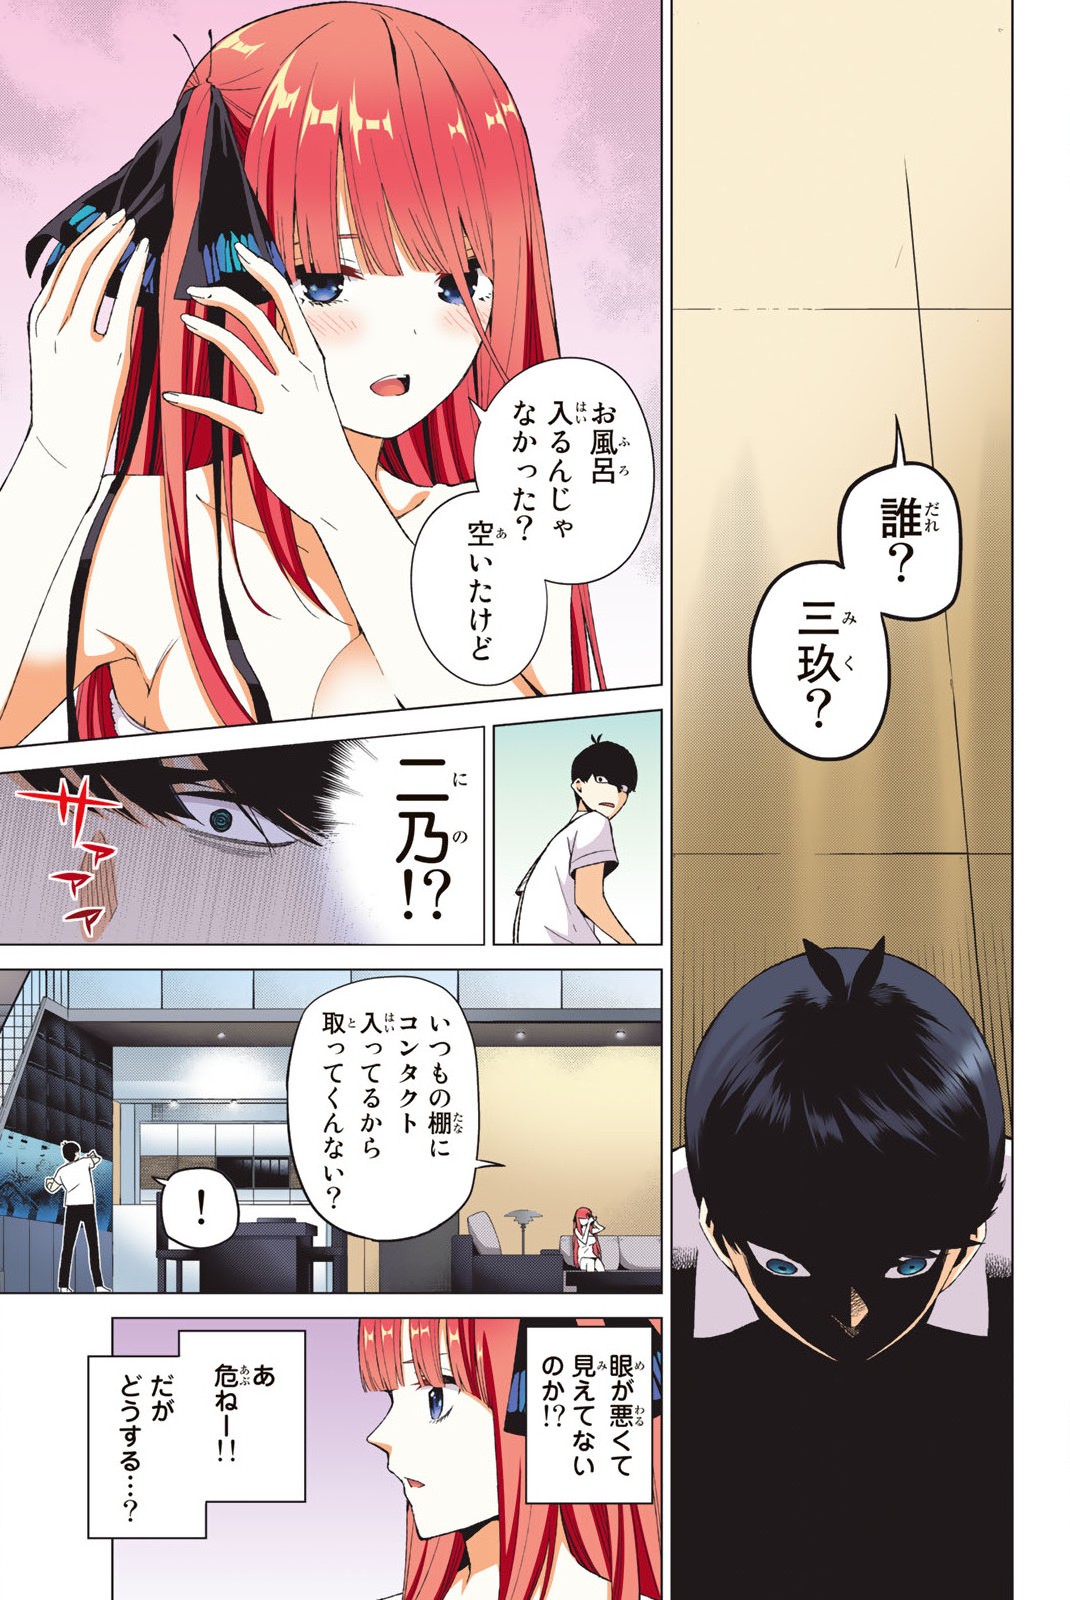 誰?
三玖?
お風呂
入るんじゃ
なかった?
空いたけど
二乃!?
サァァァ
いつもの棚に
コンタクト
入ってるから
取ってくんない?
!
眼が悪くて
見えてない
のか!?
あ
危ねー!!
だが
どうする…?